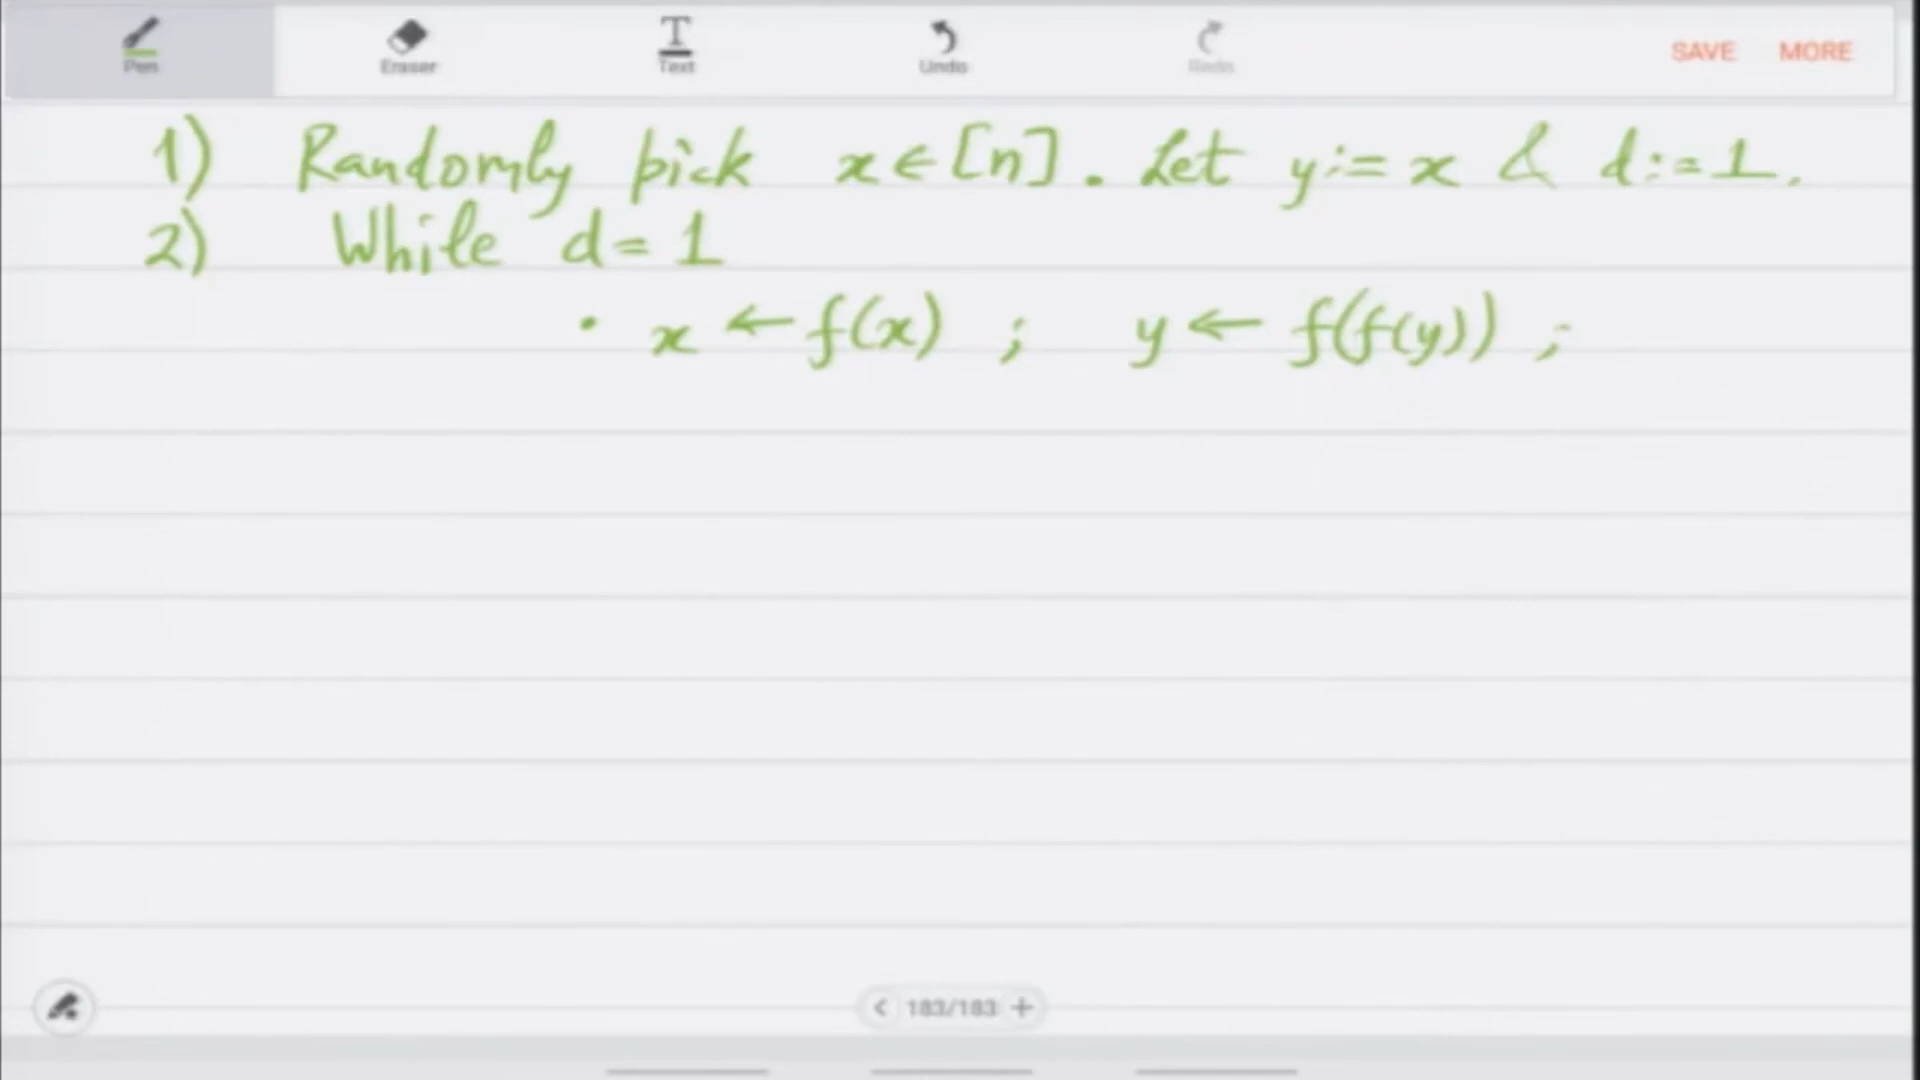 Pen Eraser Text Undo Redo SAVE MORE
1) Randomly pick x ∈ [n]. Let y := x & d := 1.
2) While d = 1
• x ← f(x) ; y ← f(f(y)) ;
< 183/183 +